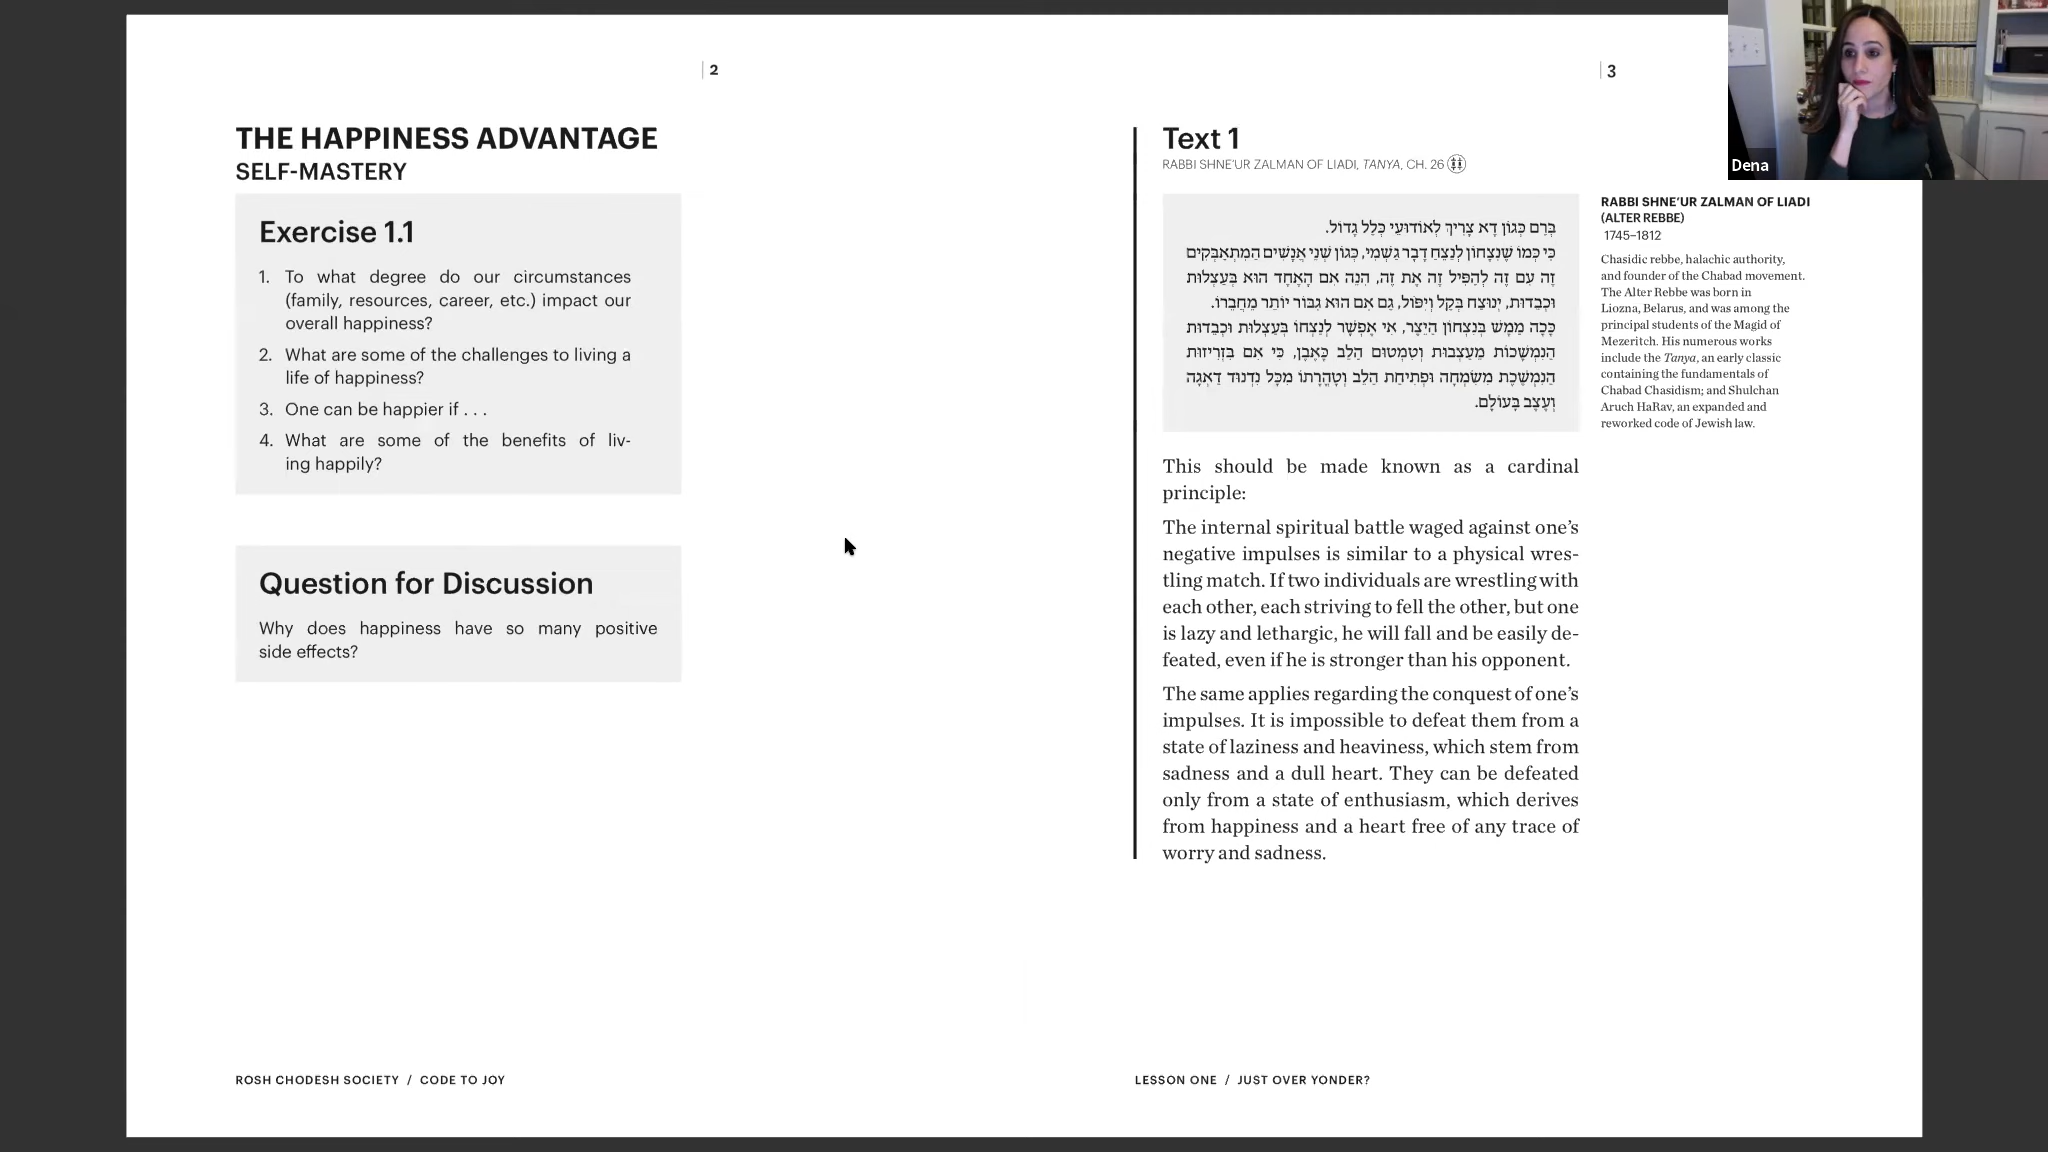 2
THE HAPPINESS ADVANTAGE
SELF-MASTERY
Exercise 1.1
1. To what degree do our circumstances
(family, resources, career, etc.) impact our
overall happiness?
2. What are some of the challenges to living a
life of happiness?
3. One can be happier if . . .
4. What are some of the benefits of liv-
ing happily?
Question for Discussion
Why does happiness have so many positive
side effects?
ROSH CHODESH SOCIETY / CODE TO JOY
3
Text 1
RABBI SHNE'UR ZALMAN OF LIADI, TANYA, CH. 26
בְּרַם כְּגוֹן דָא צָרִיךְ לְאוֹדוּעֵי כְּלַל גָדוֹל.
כִּי כְּמוֹ שֶׁנִצָחוֹן לְנַצֵחַ דָבָר גַשְׁמִי, כְּגוֹן שְׁנֵי אֲנָשִׁים הַמִתְאַבְּקִים
זֶה עִם זֶה לְהַפִּיל זֶה אֶת זֶה, הִנֵה אִם הָאֶחָד הוּא בְּעַצְלוּת
וּכְבֵדוּת, יְנוּצַח בְּקַל וְיִפּוֹל, גַם אִם הוּא גִבּוֹר יוֹתֵר מֵחֲבֵרוֹ.
כָּכָה מַמָשׁ בְּנִצְחוֹן הַיֵצֶר, אִי אֶפְשָׁר לְנַצְחוֹ בְּעַצְלוּת וּכְבֵדוּת
הַנִמְשָׁכוֹת מֵעַצְבוּת וְטִמְטוּם הַלֵב כָּאֶבֶן, כִּי אִם בִּזְרִיזוּת
הַנִמְשֶׁכֶת מִשִׂמְחָה וּפְתִיחַת הַלֵב וְטָהֳרָתוֹ מִכָּל נִדְנוּד דַאֲגָה
וְעֶצֶב בָּעוֹלָם.
This should be made known as a cardinal
principle:
The internal spiritual battle waged against one's
negative impulses is similar to a physical wres-
tling match. If two individuals are wrestling with
each other, each striving to fell the other, but one
is lazy and lethargic, he will fall and be easily de-
feated, even if he is stronger than his opponent.
The same applies regarding the conquest of one's
impulses. It is impossible to defeat them from a
state of laziness and heaviness, which stem from
sadness and a dull heart. They can be defeated
only from a state of enthusiasm, which derives
from happiness and a heart free of any trace of
worry and sadness.
RABBI SHNE'UR ZALMAN OF LIADI
(ALTER REBBE)
1745–1812
Chasidic rebbe, halachic authority,
and founder of the Chabad movement.
The Alter Rebbe was born in
Liozna, Belarus, and was among the
principal students of the Magid of
Mezeritch. His numerous works
include the Tanya, an early classic
containing the fundamentals of
Chabad Chasidism; and Shulchan
Aruch HaRav, an expanded and
reworked code of Jewish law.
LESSON ONE / JUST OVER YONDER?
Dena